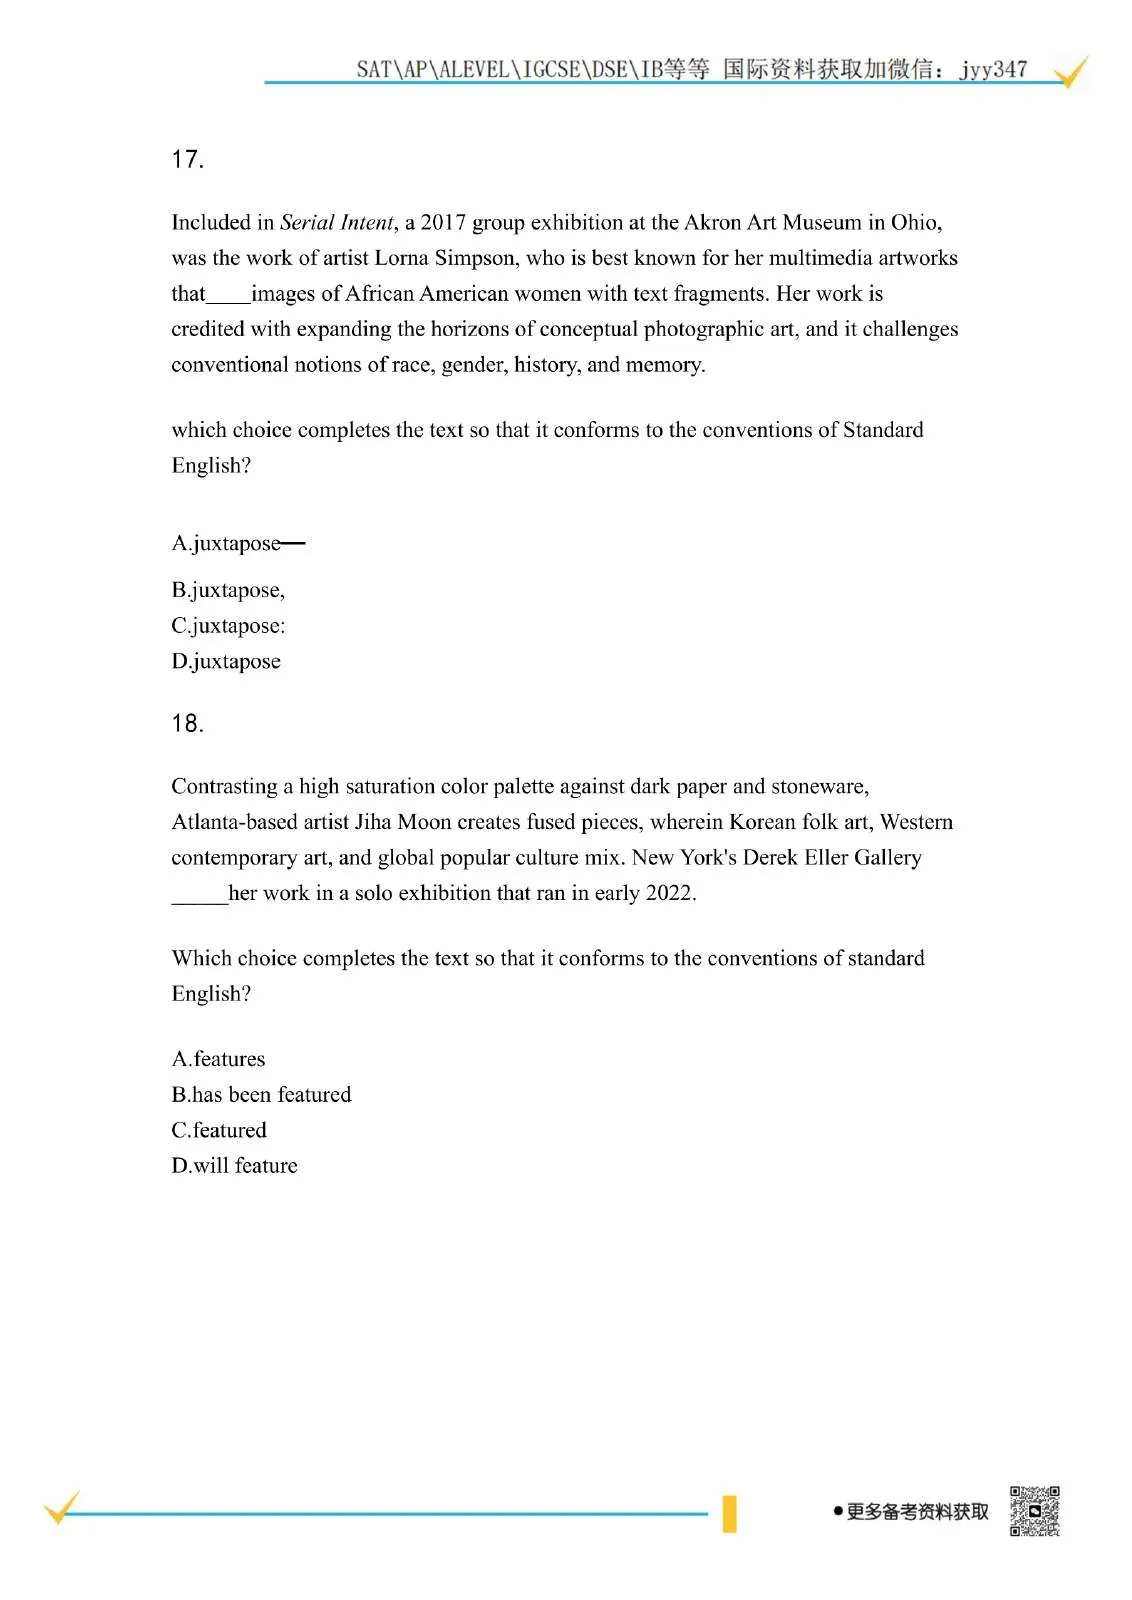 SAT\AP\ALEVEL\IGCSE\DSE\IB等等 国际资料获取加微信：jyy347
17.
Included in Serial Intent, a 2017 group exhibition at the Akron Art Museum in Ohio,
was the work of artist Lorna Simpson, who is best known for her multimedia artworks
that____images of African American women with text fragments. Her work is
credited with expanding the horizons of conceptual photographic art, and it challenges
conventional notions of race, gender, history, and memory.
which choice completes the text so that it conforms to the conventions of Standard
English?
A.juxtapose—
B.juxtapose,
C.juxtapose:
D.juxtapose
18.
Contrasting a high saturation color palette against dark paper and stoneware,
Atlanta-based artist Jiha Moon creates fused pieces, wherein Korean folk art, Western
contemporary art, and global popular culture mix. New York's Derek Eller Gallery
_____her work in a solo exhibition that ran in early 2022.
Which choice completes the text so that it conforms to the conventions of standard
English?
A.features
B.has been featured
C.featured
D.will feature
●更多备考资料获取